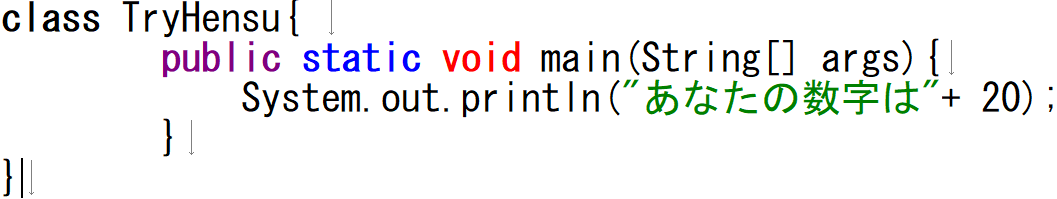 class TryHensu{
public static void main(String[] args){
System.out.println("あなたの数字は"+ 20);
}
}